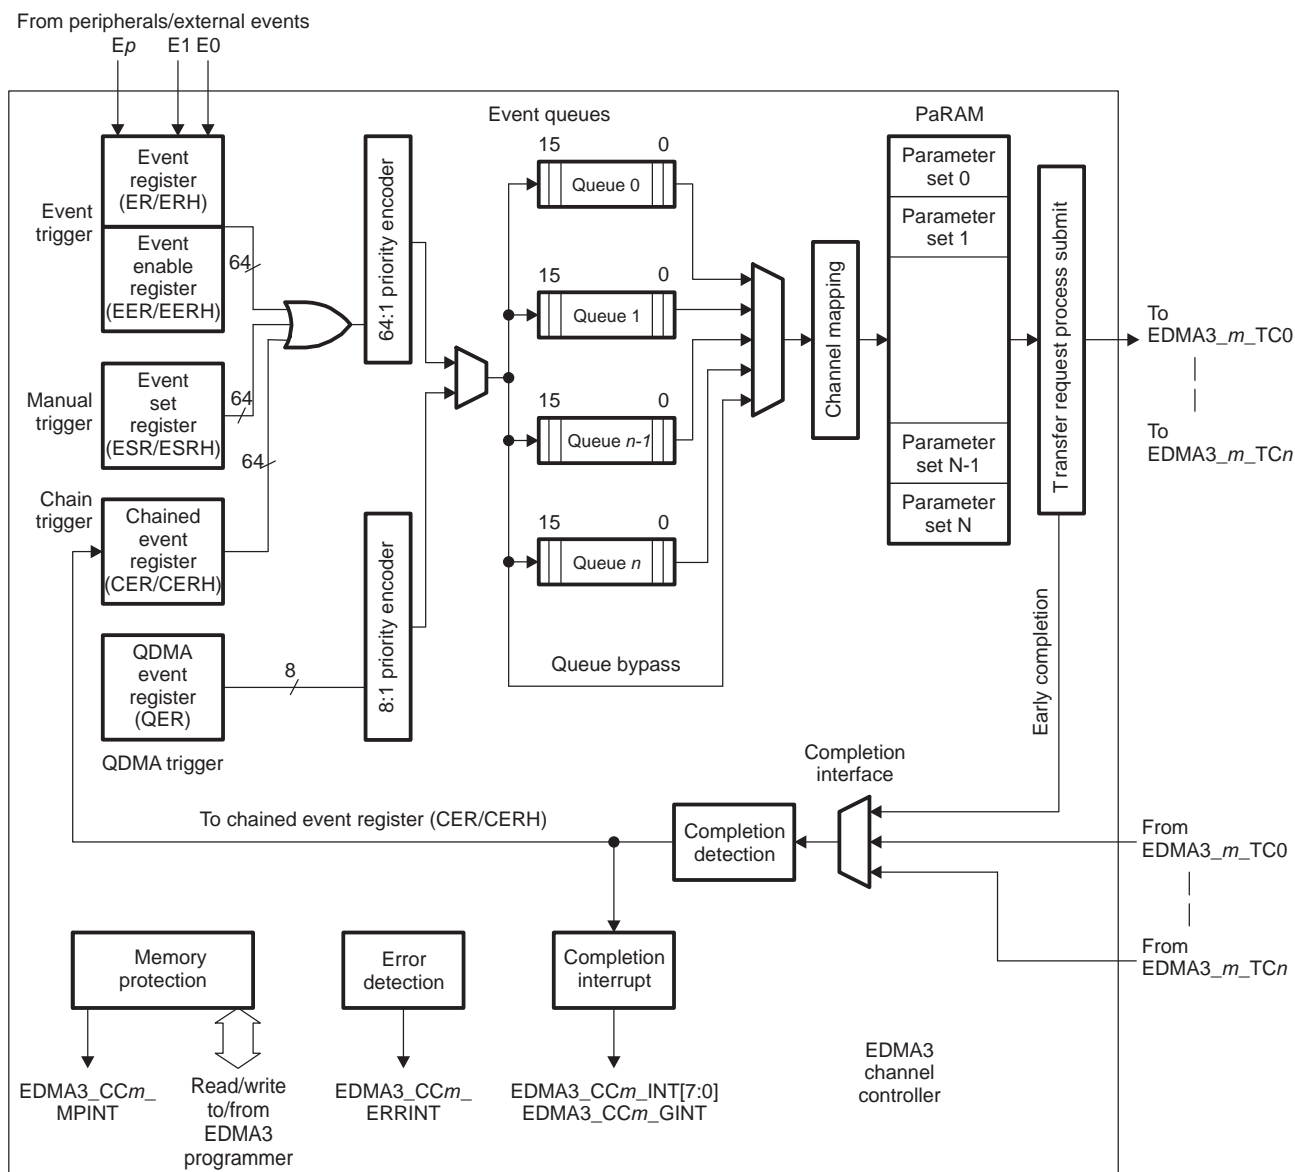 From peripherals/external events
Ep E1 E0
Event queues
PaRAM
Event
register
(ER/ERH)
Event
trigger
Event
enable
register
(EER/EERH)
64
Manual
trigger
Event
set
register
(ESR/ESRH)
64
64
Chain
trigger
Chained
event
register
(CER/CERH)
QDMA
event
register
(QER)
8
QDMA trigger
64:1 priority encoder
8:1 priority encoder
15 0
Queue 0
15 0
Queue 1
15 0
Queue n-1
15 0
Queue n
Queue bypass
Channel mapping
Parameter
set 0
Parameter
set 1
Parameter
set N-1
Parameter
set N
Transfer request process submit
To
EDMA3_m_TC0
To
EDMA3_m_TCn
Early completion
Completion
interface
To chained event register (CER/CERH)
Completion
detection
From
EDMA3_m_TC0
From
EDMA3_m_TCn
Memory
protection
Error
detection
Completion
interrupt
EDMA3_CCm_
MPINT
Read/write
to/from
EDMA3
programmer
EDMA3_CCm_
ERRINT
EDMA3_CCm_INT[7:0]
EDMA3_CCm_GINT
EDMA3
channel
controller